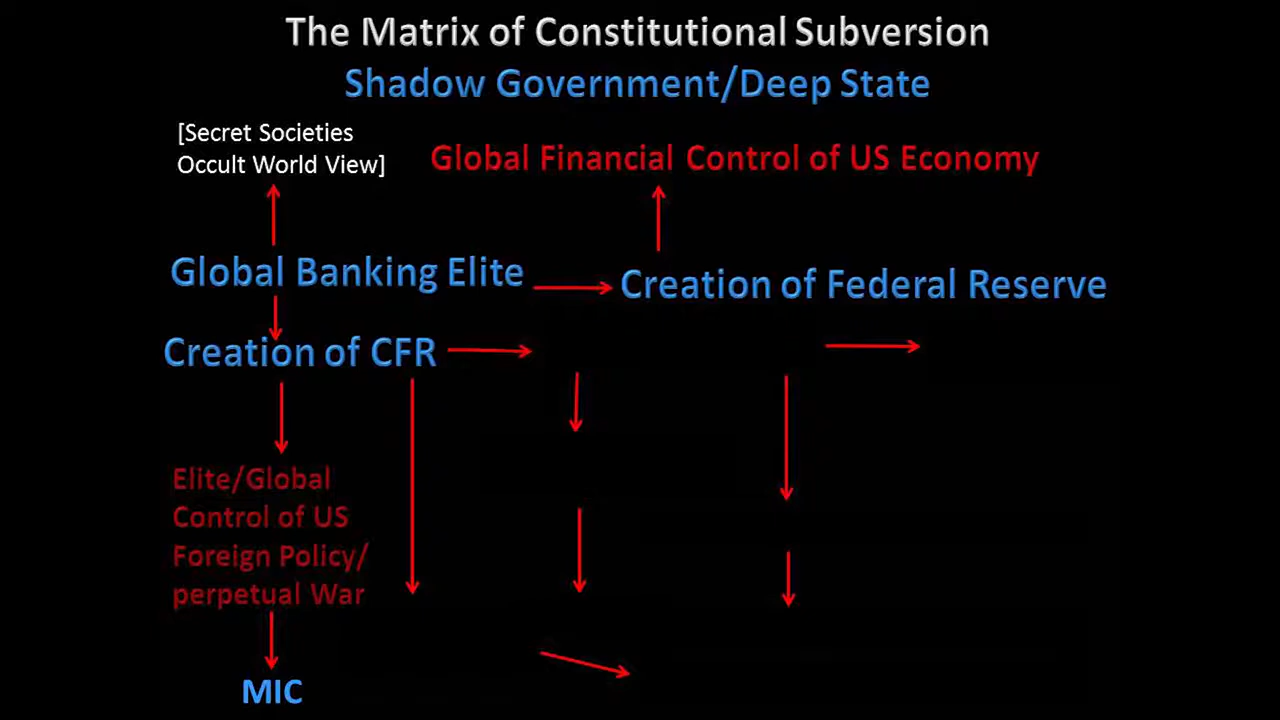 The Matrix of Constitutional Subversion
Shadow Government/Deep State
[Secret Societies
Occult World View]
Global Financial Control of US Economy
Global Banking Elite
Creation of Federal Reserve
Creation of CFR
Elite/Global
Control of US
Foreign Policy/
perpetual War
MIC